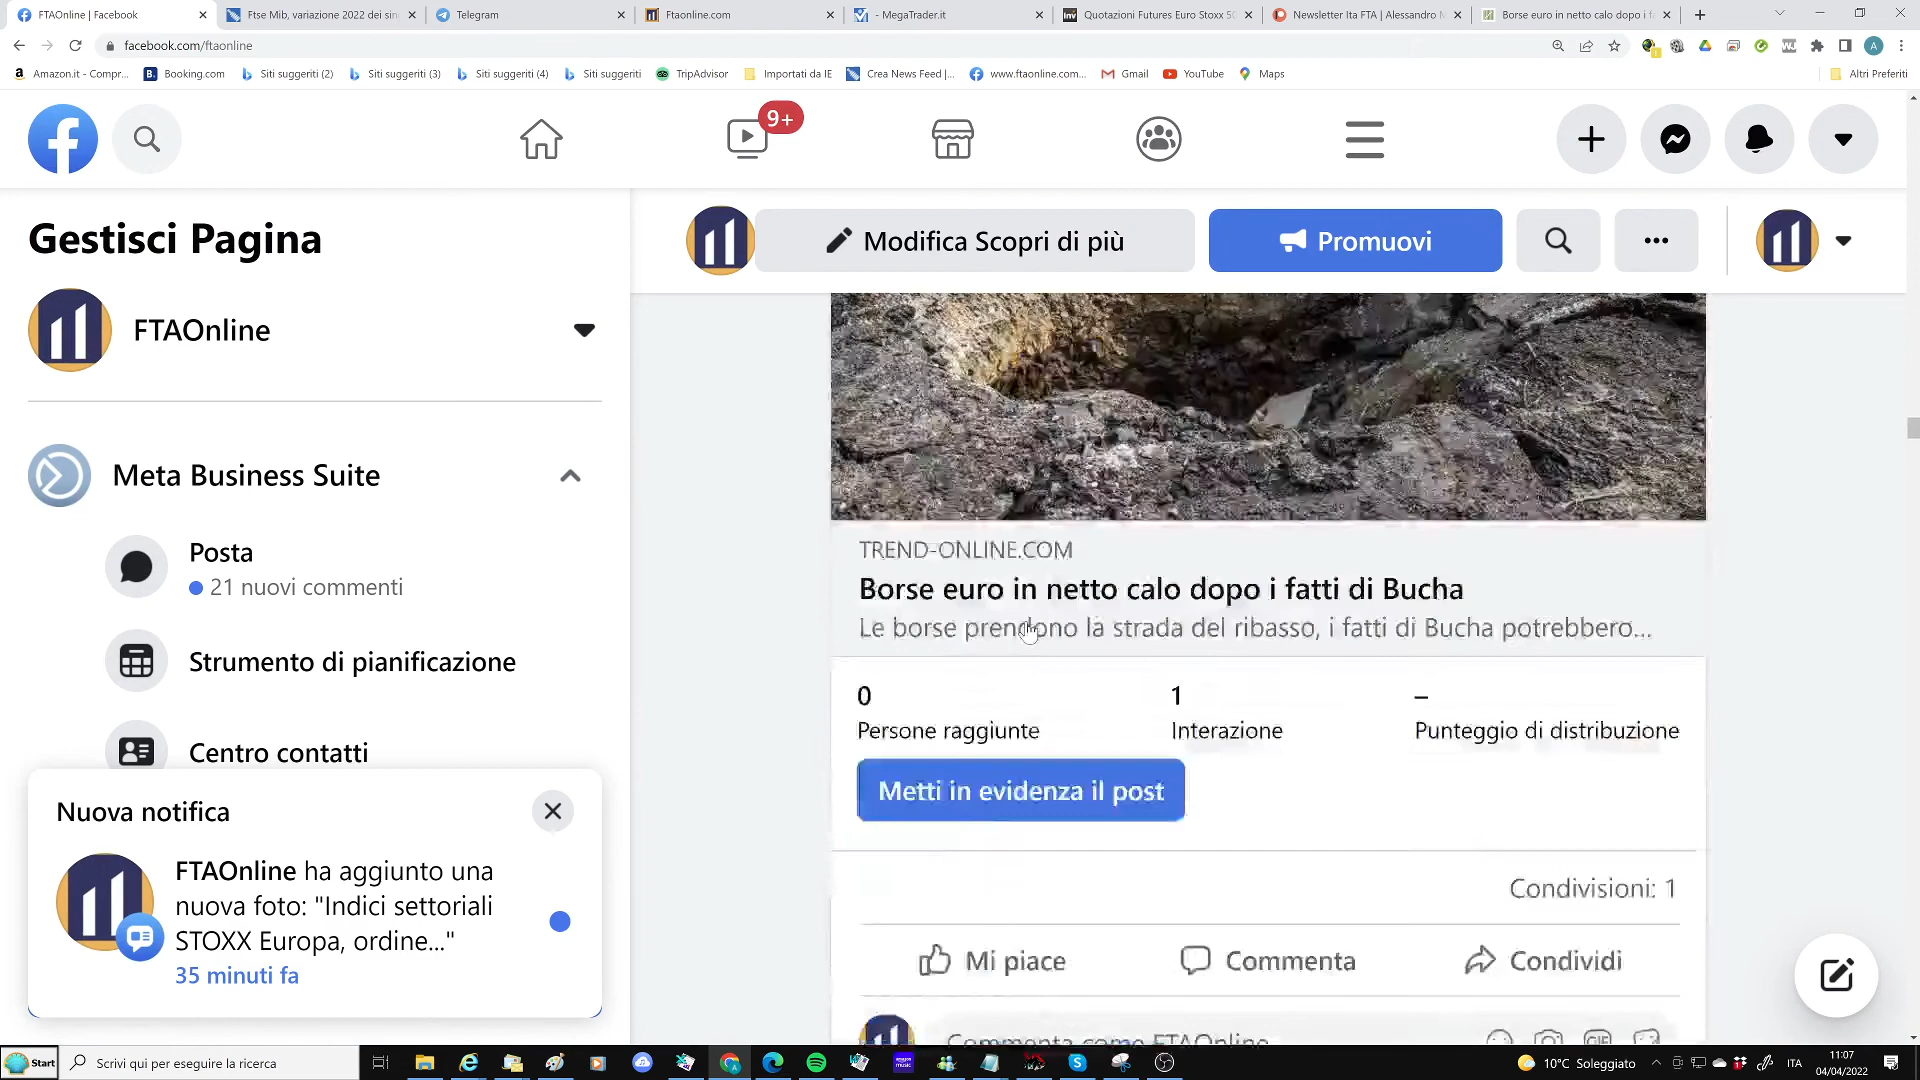 FTAOnline | Facebook
Ftse Mib, variazione 2022 dei sin
Telegram
Ftaonline.com
- MegaTrader.it
Quotazioni Futures Euro Stoxx 50
Newsletter Ita FTA | Alessandro M
Borse euro in netto calo dopo i f
facebook.com/ftaonline
Amazon.it - Compr...
Booking.com
Siti suggeriti (2)
Siti suggeriti (3)
Siti suggeriti (4)
Siti suggeriti
TripAdvisor
Importati da IE
Crea News Feed |...
www.ftaonline.com...
Gmail
YouTube
Maps
Altri Preferiti
9+
Gestisci Pagina
Modifica Scopri di più
Promuovi
FTAOnline
Meta Business Suite
Posta
21 nuovi commenti
Strumento di pianificazione
Centro contatti
Nuova notifica
FTAOnline ha aggiunto una
nuova foto: "Indici settoriali
STOXX Europa, ordine..."
35 minuti fa
TREND-ONLINE.COM
Borse euro in netto calo dopo i fatti di Bucha
Le borse prendono la strada del ribasso, i fatti di Bucha potrebbero...
0
Persone raggiunte
1
Interazione
–
Punteggio di distribuzione
Metti in evidenza il post
Condivisioni: 1
Mi piace
Commenta
Condividi
Commenta come FTAOnline
Start
Scrivi qui per eseguire la ricerca
10°C Soleggiato
ITA
11:07
04/04/2022